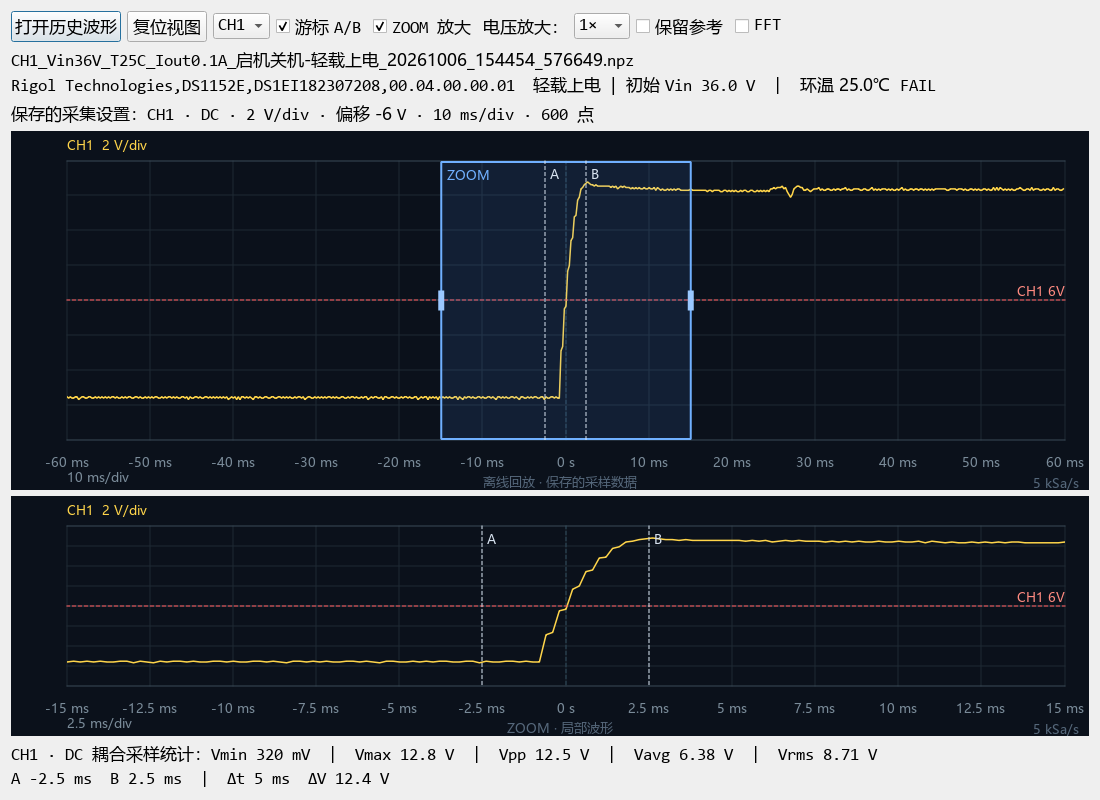 打开历史波形 复位视图 CH1 游标 A/B ZOOM 放大 电压放大： 1× 保留参考 FFT
CH1_Vin36V_T25C_Iout0.1A_启机关机-轻载上电_20261006_154454_576649.npz
Rigol Technologies,DS1152E,DS1EI182307208,00.04.00.00.01 轻载上电 | 初始 Vin 36.0 V | 环温 25.0℃ FAIL
保存的采集设置：CH1 · DC · 2 V/div · 偏移 -6 V · 10 ms/div · 600 点
CH1 2 V/div
ZOOM A B
CH1 6V
-60 ms -50 ms -40 ms -30 ms -20 ms -10 ms 0 s 10 ms 20 ms 30 ms 40 ms 50 ms 60 ms
10 ms/div 离线回放 · 保存的采样数据 5 kSa/s
CH1 2 V/div
A B
CH1 6V
-15 ms -12.5 ms -10 ms -7.5 ms -5 ms -2.5 ms 0 s 2.5 ms 5 ms 7.5 ms 10 ms 12.5 ms 15 ms
2.5 ms/div ZOOM · 局部波形 5 kSa/s
CH1 · DC 耦合采样统计：Vmin 320 mV | Vmax 12.8 V | Vpp 12.5 V | Vavg 6.38 V | Vrms 8.71 V
A -2.5 ms B 2.5 ms | Δt 5 ms ΔV 12.4 V